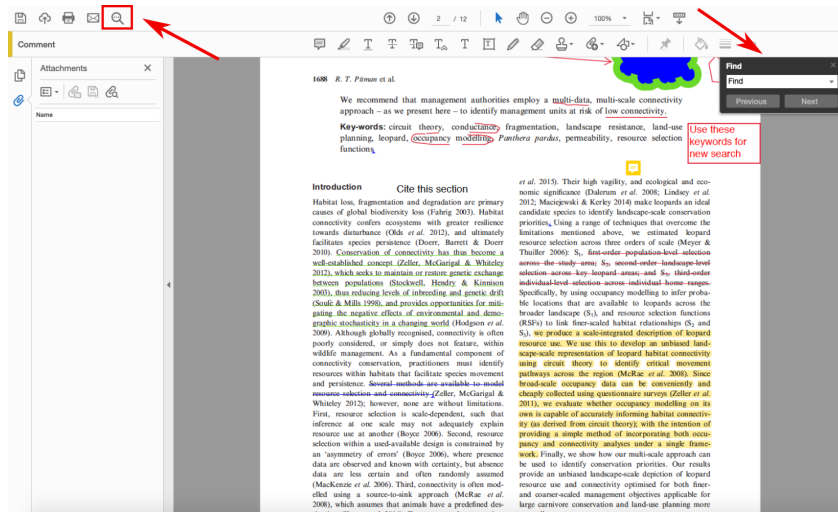 2 / 12
100%
Comment
Attachments
Name
Find
Find
Previous
Next
1688 R. T. Pitman et al.
We recommend that management authorities employ a multi-data, multi-scale connectivity
approach – as we present here – to identify management units at risk of low connectivity.
Key-words: circuit theory, conductance, fragmentation, landscape resistance, land-use
planning, leopard, occupancy modelling, Panthera pardus, permeability, resource selection
functions
Use these
keywords for
new search
Introduction
Cite this section
Habitat loss, fragmentation and degradation are primary
causes of global biodiversity loss (Fahrig 2003). Habitat
connectivity confers ecosystems with greater resilience
towards disturbance (Olds et al. 2012), and ultimately
facilitates species persistence (Doerr, Barrett & Doerr
2010). Conservation of connectivity has thus become a
well-established concept (Zeller, McGarigal & Whiteley
2012), which seeks to maintain or restore genetic exchange
between populations (Stockwell, Hendry & Kinnison
2003), thus reducing levels of inbreeding and genetic drift
(Soulé & Mills 1998), and provides opportunities for miti-
gating the negative effects of environmental and demo-
graphic stochasticity in a changing world (Hodgson et al.
2009). Although globally recognised, connectivity is often
poorly considered, or simply does not feature, within
wildlife management. As a fundamental component of
connectivity conservation, practitioners must identify
resources within habitats that facilitate species movement
and persistence. Several methods are available to model
resource selection and connectivity (Zeller, McGarigal &
Whiteley 2012); however, none are without limitations.
First, resource selection is scale-dependent, such that
inference at one scale may not adequately explain
resource use at another (Boyce 2006). Second, resource
selection within a used-available design is constrained by
an 'asymmetry of errors' (Boyce 2006), where presence
data are observed and known with certainty, but absence
data are less certain and often randomly assumed
(MacKenzie et al. 2006). Third, connectivity is often mod-
elled using a source-to-sink approach (McRae et al.
2008), which assumes that animals have a predefined des-
et al. 2015). Their high vagility, and ecological and eco-
nomic significance (Dalerum et al. 2008; Lindsey et al.
2012; Maciejewski & Kerley 2014) make leopards an ideal
candidate species to identify landscape-scale conservation
priorities. Using a range of techniques that overcome the
limitations mentioned above, we estimated leopard
resource selection across three orders of scale (Meyer &
Thuiller 2006): S₁, first-order population-level selection
across the study area; S₂, second-order landscape-level
selection across key leopard areas; and S₃, third-order
individual-level selection across individual home ranges.
Specifically, by using occupancy modelling to infer proba-
ble locations that are available to leopards across the
broader landscape (S₁), and resource selection functions
(RSFs) to link finer-scaled habitat relationships (S₂ and
S₃), we produce a scale-integrated description of leopard
resource use. We use this to develop an unbiased land-
scape-scale representation of leopard habitat connectivity
using circuit theory to identify critical movement
pathways across the region (McRae et al. 2008). Since
broad-scale occupancy data can be conveniently and
cheaply collected using questionnaire surveys (Zeller et al.
2011), we evaluate whether occupancy modelling on its
own is capable of accurately informing habitat connectiv-
ity (as derived from circuit theory); with the intention of
providing a simple method of incorporating both occu-
pancy and connectivity analyses under a single frame-
work. Finally, we show how our multi-scale approach can
be used to identify conservation priorities. Our results
provide an unbiased landscape-scale depiction of leopard
resource use and connectivity optimised for both finer-
and coarser-scaled management objectives applicable for
large carnivore conservation and land-use planning more